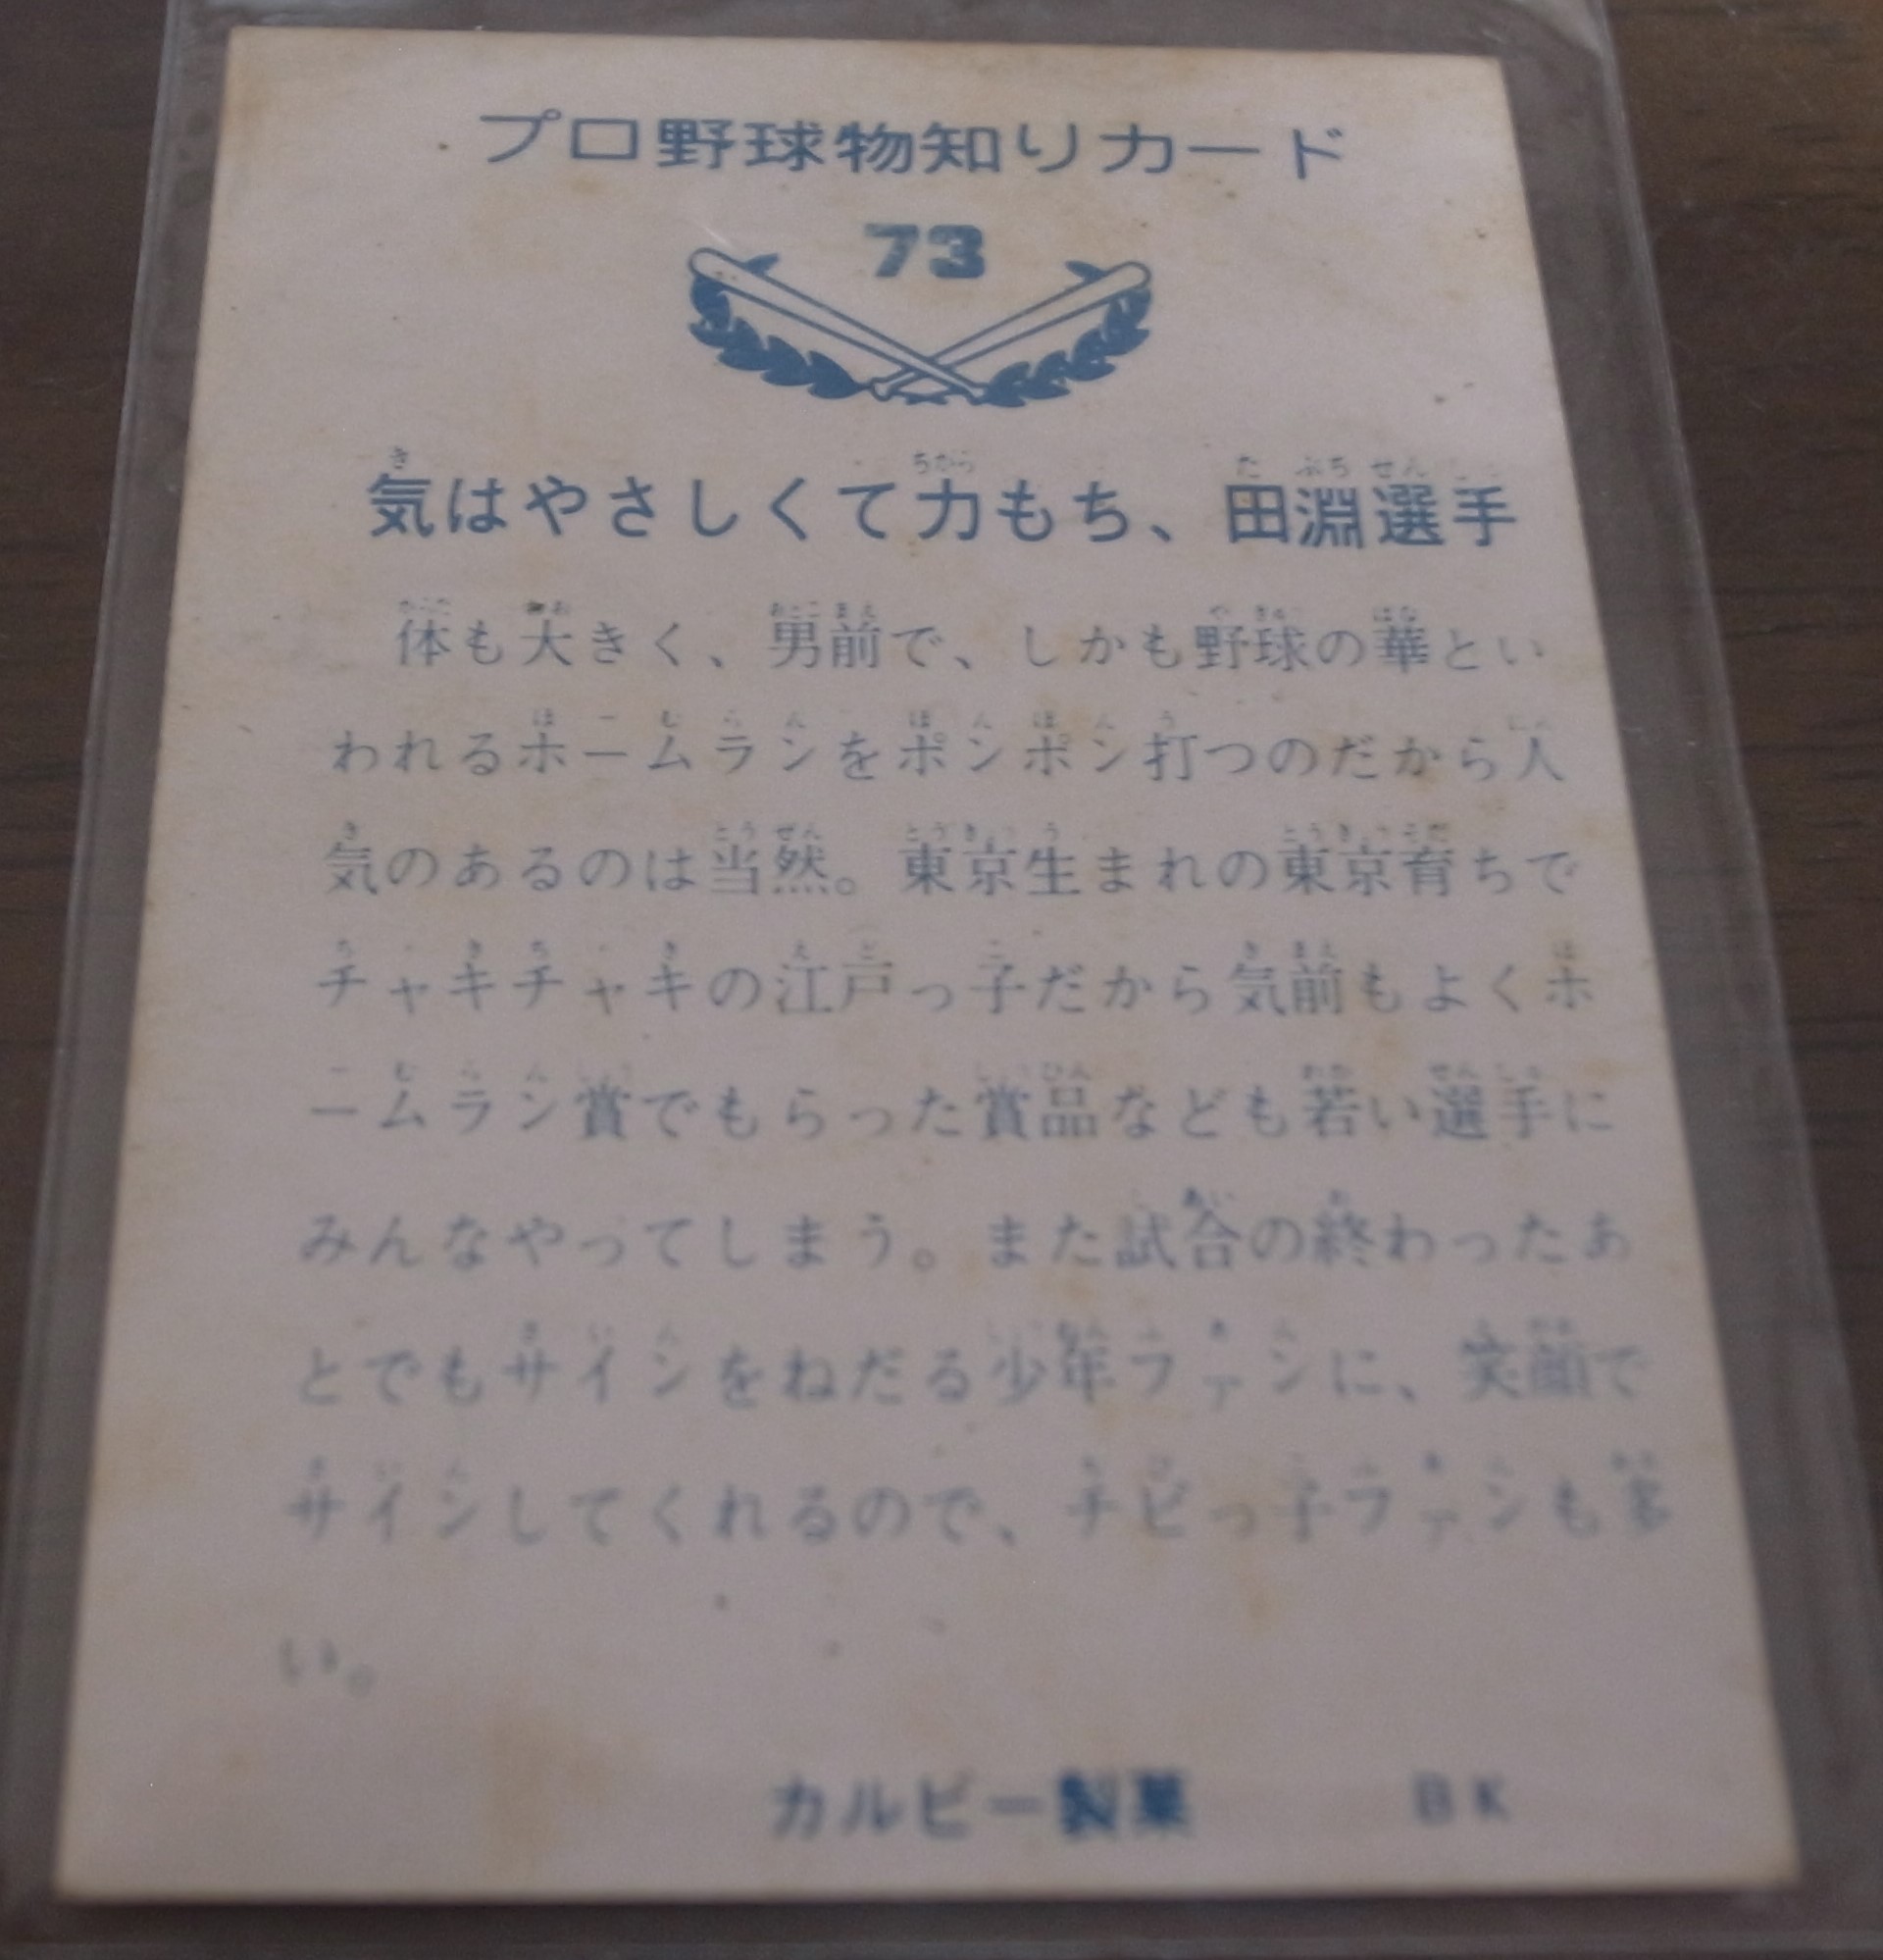 プロ野球物知りカード
73
気はやさしくて力もち、田淵選手
体も大きく、男前で、しかも野球の華とい
われるホームランをポンポン打つのだから人
気のあるのは当然。東京生まれの東京育ちで
チャキチャキの江戸っ子だから気前もよくホ
ームラン賞でもらった賞品なども若い選手に
みんなやってしまう。また試合の終わったあ
とでもサインをねだる少年ファンに、笑顔で
サインしてくれるので、チビっ子ファンも多
い。
カルビー製菓 BK